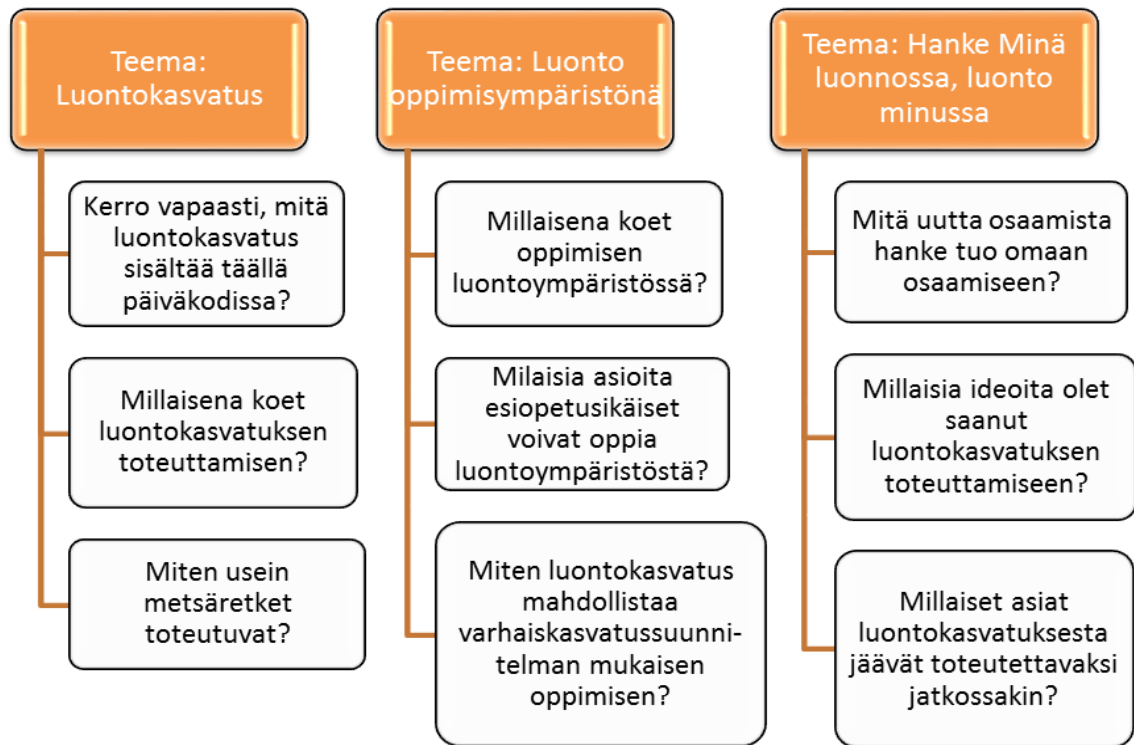 Teema:
Luontokasvatus
Kerro vapaasti, mitä
luontokasvatus
sisältää täällä
päiväkodissa?
Millaisena koet
luontokasvatuksen
toteuttamisen?
Miten usein
metsäretket
toteutuvat?
Teema: Luonto
oppimisympäristönä
Millaisena koet
oppimisen
luontoympäristössä?
Milaisia asioita
esiopetusikäiset
voivat oppia
luontoympäristöstä?
Miten luontokasvatus
mahdollistaa
varhaiskasvatussuunni-
telman mukaisen
oppimisen?
Teema: Hanke Minä
luonnossa, luonto
minussa
Mitä uutta osaamista
hanke tuo omaan
osaamiseen?
Millaisia ideoita olet
saanut
luontokasvatuksen
toteuttamiseen?
Millaiset asiat
luontokasvatuksesta
jäävät toteutettavaksi
jatkossakin?